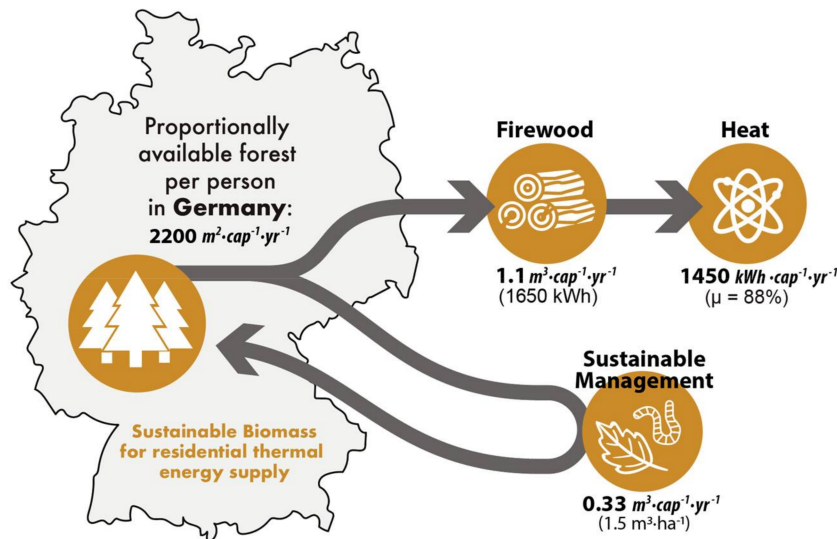 Proportionally
available forest
per person
in Germany:
2200 m²·cap⁻¹·yr⁻¹
Firewood
1.1 m³·cap⁻¹·yr⁻¹
(1650 kWh)
Heat
1450 kWh·cap⁻¹·yr⁻¹
(μ = 88%)
Sustainable
Management
0.33 m³·cap⁻¹·yr⁻¹
(1.5 m³·ha⁻¹)
Sustainable Biomass
for residential thermal
energy supply